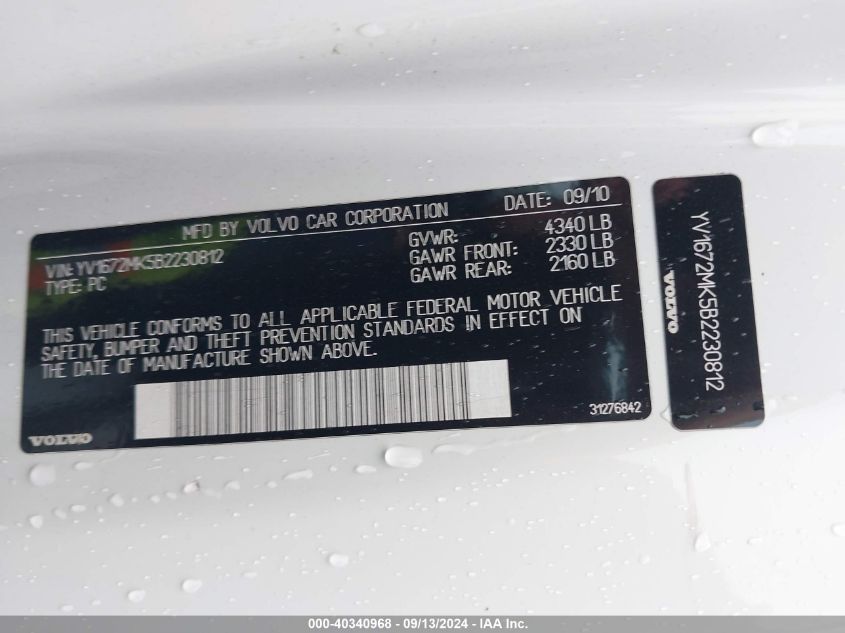 MFD BY VOLVO CAR CORPORATION DATE: 09/10
VIN: YV1672MK5B2230812
TYPE: PC
GVWR: 4340 LB
GAWR FRONT: 2330 LB
GAWR REAR: 2160 LB
THIS VEHICLE CONFORMS TO ALL APPLICABLE FEDERAL MOTOR VEHICLE
SAFETY, BUMPER AND THEFT PREVENTION STANDARDS IN EFFECT ON
THE DATE OF MANUFACTURE SHOWN ABOVE.
VOLVO
31276842
YV1672MK5B2230812
VOLVO
000-40340968 - 09/13/2024 - IAA Inc.